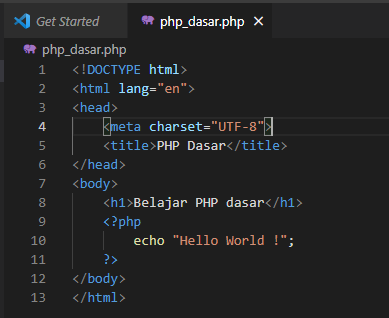 Get Started php_dasar.php
php_dasar.php
1 <!DOCTYPE html>
2 <html lang="en">
3 <head>
4 <meta charset="UTF-8">
5 <title>PHP Dasar</title>
6 </head>
7 <body>
8 <h1>Belajar PHP dasar</h1>
9 <?php
10 echo "Hello World !";
11 ?>
12 </body>
13 </html>